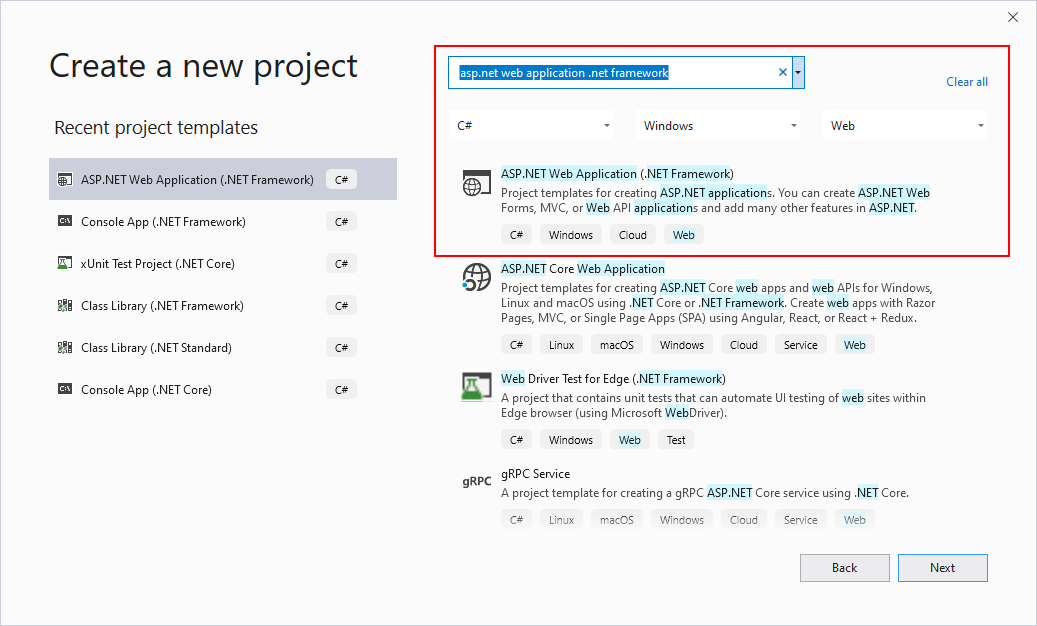 Create a new project
Recent project templates
ASP.NET Web Application (.NET Framework) C#
Console App (.NET Framework) C#
xUnit Test Project (.NET Core) C#
Class Library (.NET Framework) C#
Class Library (.NET Standard) C#
Console App (.NET Core) C#
asp.net web application .net framework
Clear all
C# Windows Web
ASP.NET Web Application (.NET Framework)
Project templates for creating ASP.NET applications. You can create ASP.NET Web
Forms, MVC, or Web API applications and add many other features in ASP.NET.
C# Windows Cloud Web
ASP.NET Core Web Application
Project templates for creating ASP.NET Core web apps and web APIs for Windows,
Linux and macOS using .NET Core or .NET Framework. Create web apps with Razor
Pages, MVC, or Single Page Apps (SPA) using Angular, React, or React + Redux.
C# Linux macOS Windows Cloud Service Web
Web Driver Test for Edge (.NET Framework)
A project that contains unit tests that can automate UI testing of web sites within
Edge browser (using Microsoft WebDriver).
C# Windows Web Test
gRPC
gRPC Service
A project template for creating a gRPC ASP.NET Core service using .NET Core.
C# Linux macOS Windows Cloud Service Web
Back Next